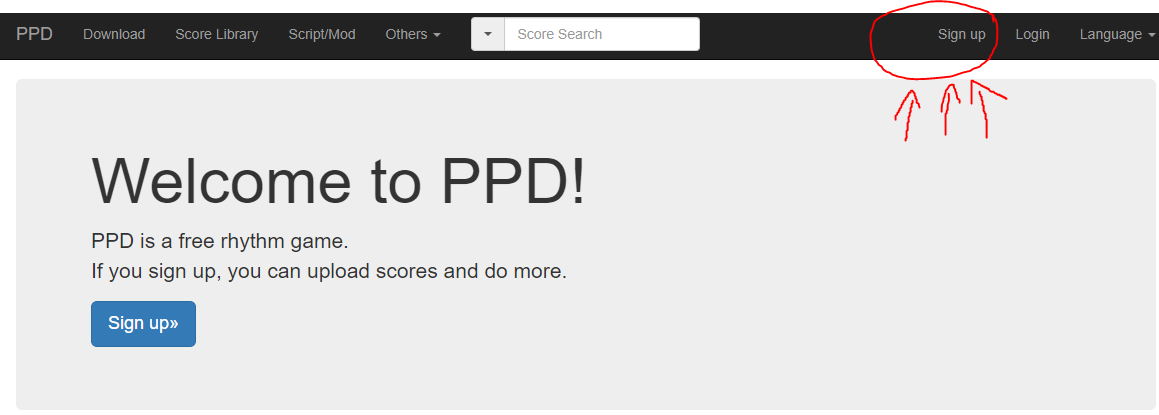 PPD Download Score Library Script/Mod Others Score Search Sign up Login Language
Welcome to PPD!
PPD is a free rhythm game.
If you sign up, you can upload scores and do more.
Sign up»